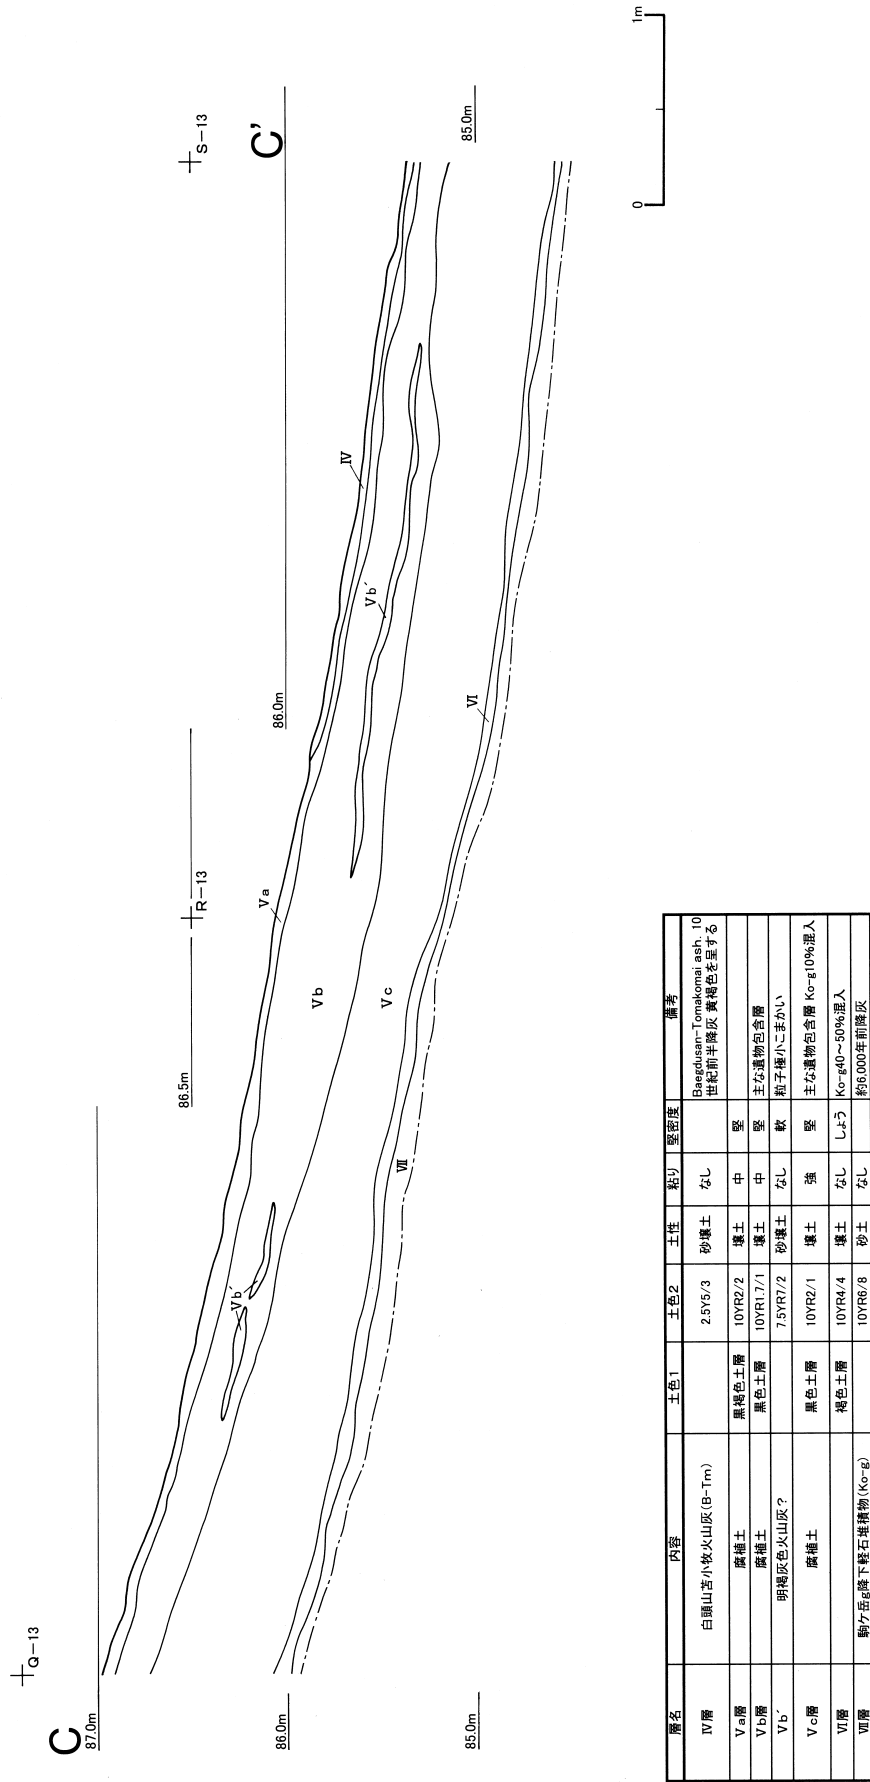 C
C'
Q-13
R-13
S-13
87.0m
86.5m
86.0m
86.0m
85.0m
85.0m
Ⅳ
Ⅴa
Ⅴb
Ⅴb´
Ⅴb´
Ⅴc
Ⅵ
Ⅶ
0
1m
層名 内容 土色1 土色2 土性 粘り 堅密度 備考
Ⅳ層 白頭山苫小牧火山灰(B-Tm) 2.5Y5/3 砂壌土 なし Baegdusan-Tomakomai ash. 10
世紀前半降灰 黄褐色を呈する
Ⅴa層 腐植土 黒褐色土層 10YR2/2 壌土 中 堅
Ⅴb層 腐植土 黒色土層 10YR1.7/1 壌土 中 堅 主な遺物包含層
Ⅴb´ 明褐灰色火山灰? 7.5YR7/2 砂壌土 なし 軟 粒子極小こまかい
Ⅴc層 腐植土 黒色土層 10YR2/1 壌土 強 堅 主な遺物包含層 Ko-g10%混入
Ⅵ層 褐色土層 10YR4/4 壌土 なし しょう Ko-g40～50%混入
Ⅶ層 駒ケ岳g降下軽石堆積物(Ko-g) 10YR6/8 砂土 なし 約6,000年前降灰